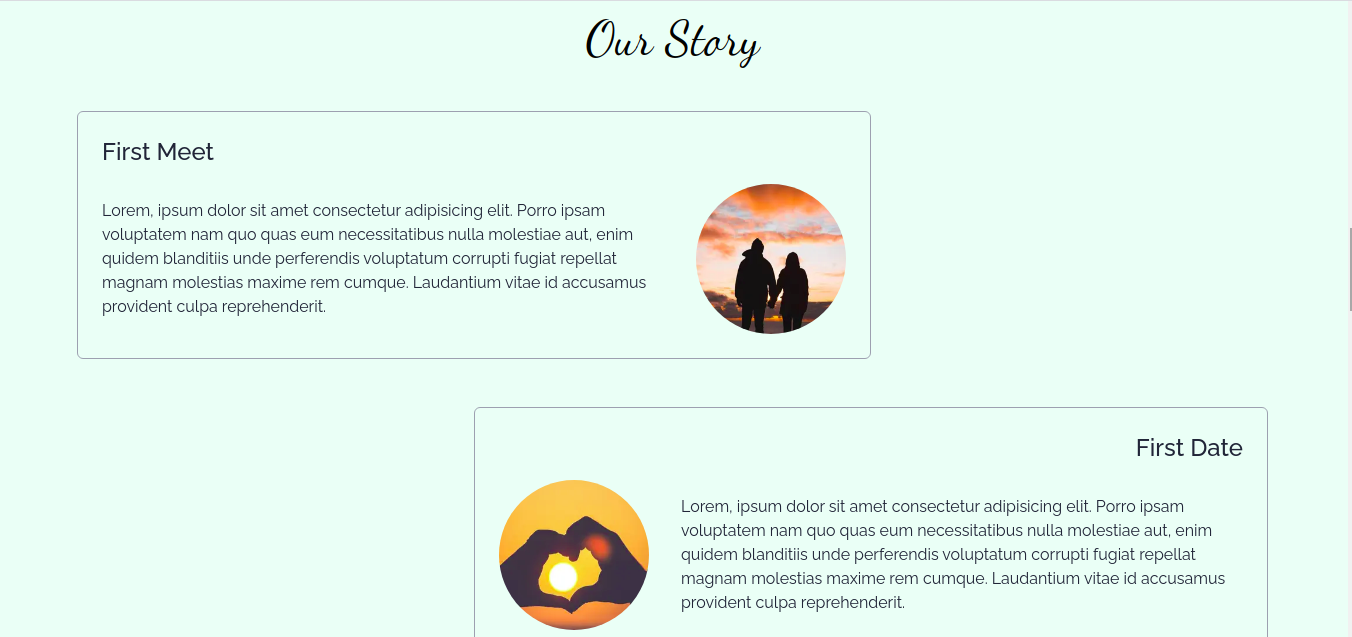 Our Story
First Meet
Lorem, ipsum dolor sit amet consectetur adipisicing elit. Porro ipsam
voluptatem nam quo quas eum necessitatibus nulla molestiae aut, enim
quidem blanditiis unde perferendis voluptatum corrupti fugiat repellat
magnam molestias maxime rem cumque. Laudantium vitae id accusamus
provident culpa reprehenderit.
First Date
Lorem, ipsum dolor sit amet consectetur adipisicing elit. Porro ipsam
voluptatem nam quo quas eum necessitatibus nulla molestiae aut, enim
quidem blanditiis unde perferendis voluptatum corrupti fugiat repellat
magnam molestias maxime rem cumque. Laudantium vitae id accusamus
provident culpa reprehenderit.